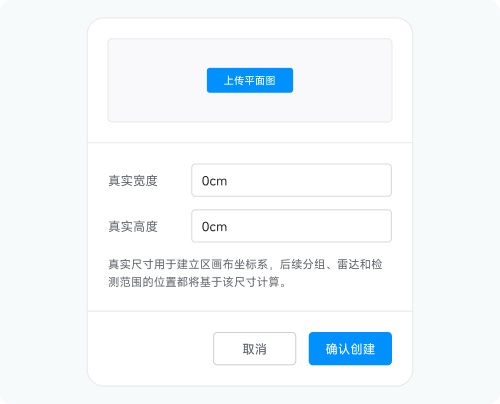 上传平面图
真实宽度
0cm
真实高度
0cm
真实尺寸用于建立区画布坐标系，后续分组、雷达和检
测范围的位置都将基于该尺寸计算。
取消
确认创建